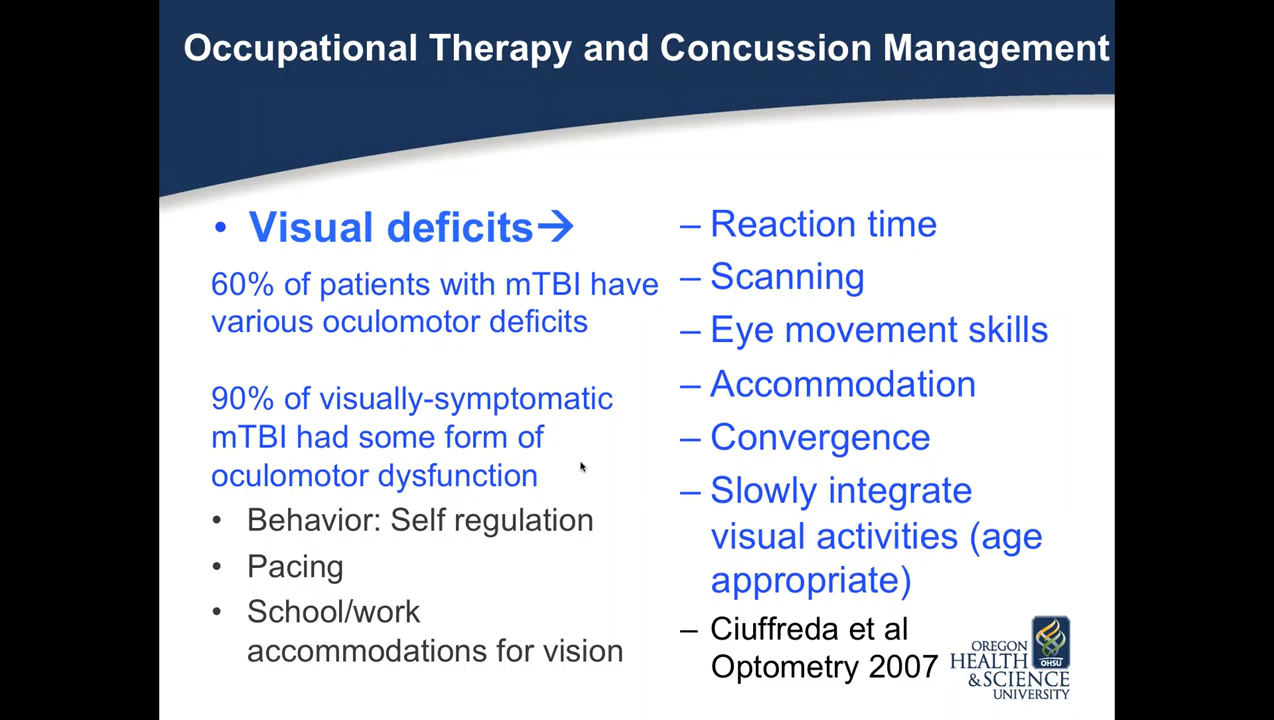 Occupational Therapy and Concussion Management
• Visual deficits→
60% of patients with mTBI have
various oculomotor deficits
90% of visually-symptomatic
mTBI had some form of
oculomotor dysfunction
• Behavior: Self regulation
• Pacing
• School/work
accommodations for vision
– Reaction time
– Scanning
– Eye movement skills
– Accommodation
– Convergence
– Slowly integrate
visual activities (age
appropriate)
– Ciuffreda et al
Optometry 2007
OREGON
HEALTH
& SCIENCE
UNIVERSITY
OHSU